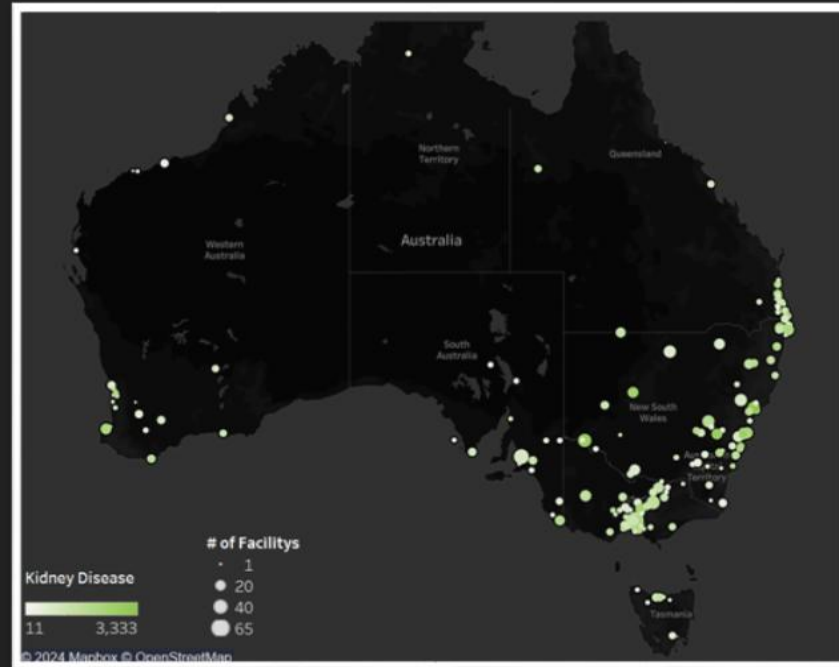 Northern
Territory
Queensland
Western
Australia
Australia
South
Australia
New South
Wales
Territory
Tasmania
# of Facilitys
1
20
40
65
Kidney Disease
11 3,333
© 2024 Mapbox © OpenStreetMap